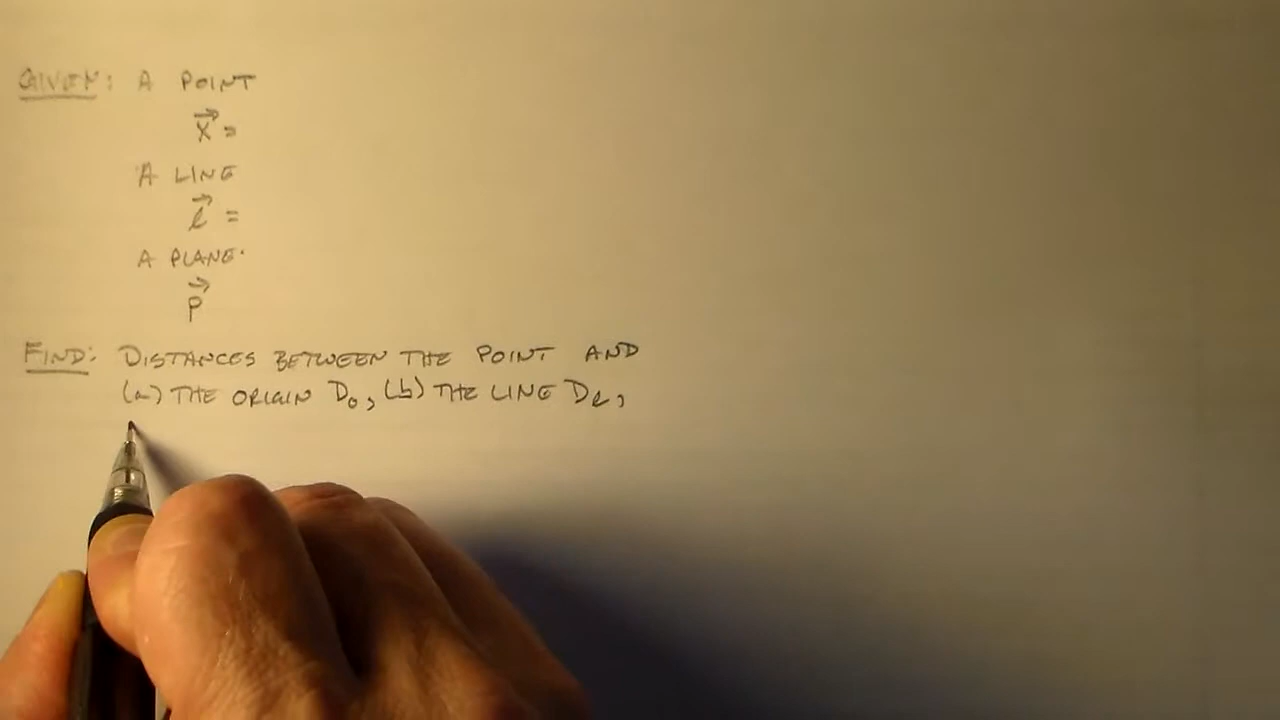 GIVEN: A POINT
x⃗ =
A LINE
ℓ⃗ =
A PLANE
p⃗
FIND: DISTANCES BETWEEN THE POINT AND
(a) THE ORIGIN D₀, (b) THE LINE Dℓ,